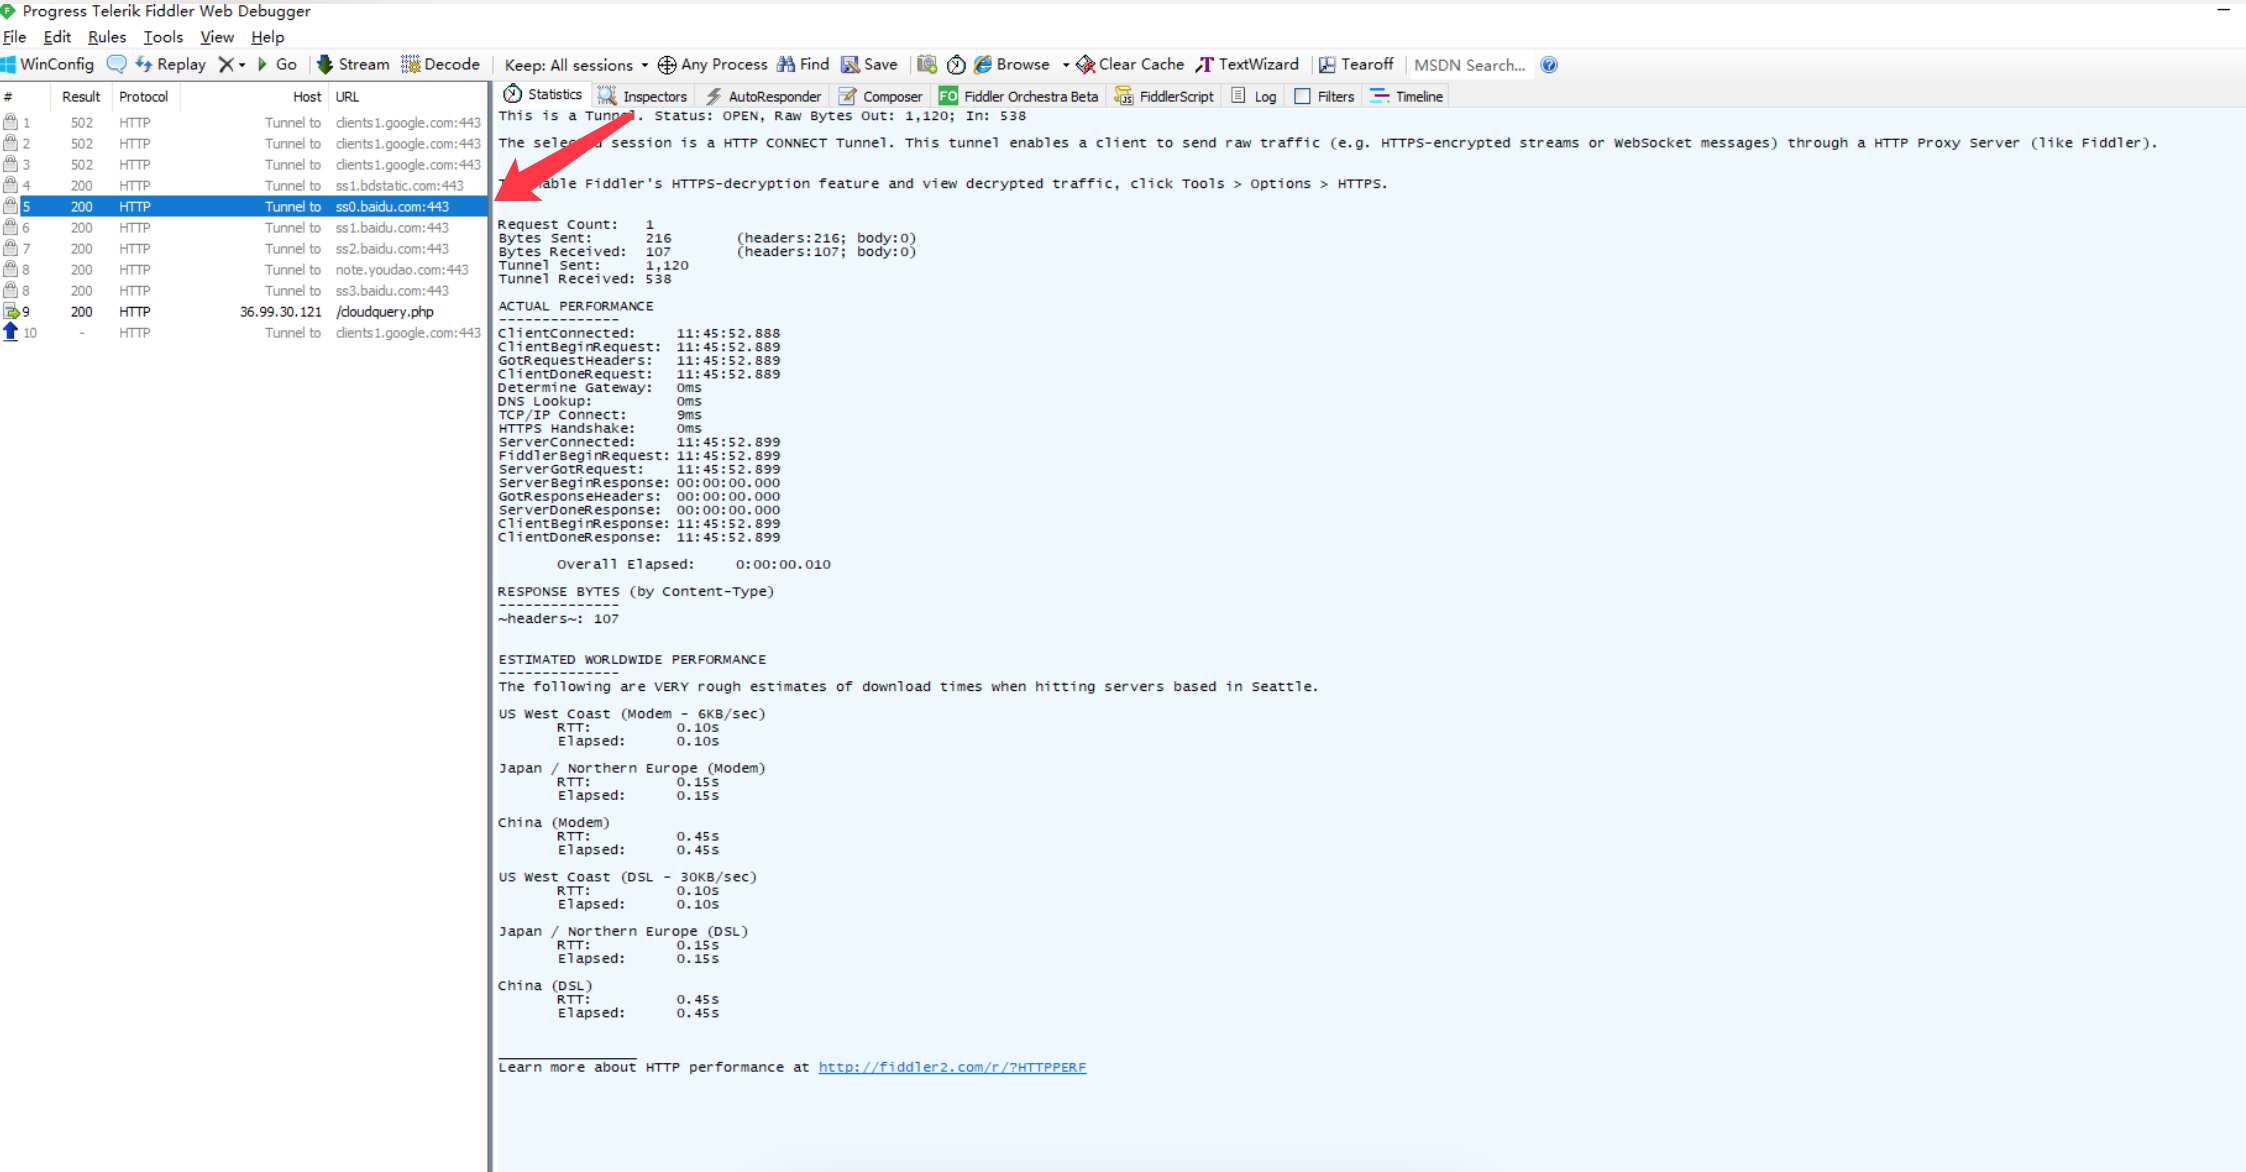 Progress Telerik Fiddler Web Debugger
File Edit Rules Tools View Help
WinConfig Replay Go Stream Decode Keep: All sessions Any Process Find Save Browse Clear Cache TextWizard Tearoff MSDN Search...
# Result Protocol Host URL
1 502 HTTP Tunnel to clients1.google.com:443
2 502 HTTP Tunnel to clients1.google.com:443
3 502 HTTP Tunnel to clients1.google.com:443
4 200 HTTP Tunnel to ss1.bdstatic.com:443
5 200 HTTP Tunnel to ss0.baidu.com:443
6 200 HTTP Tunnel to ss1.baidu.com:443
7 200 HTTP Tunnel to ss2.baidu.com:443
8 200 HTTP Tunnel to note.youdao.com:443
8 200 HTTP Tunnel to ss3.baidu.com:443
9 200 HTTP 36.99.30.121 /cloudquery.php
10 - HTTP Tunnel to clients1.google.com:443
Statistics Inspectors AutoResponder Composer FO Fiddler Orchestra Beta FiddlerScript Log Filters Timeline
This is a Tunnel. Status: OPEN, Raw Bytes Out: 1,120; In: 538
The session is a HTTP CONNECT Tunnel. This tunnel enables a client to send raw traffic (e.g. HTTPS-encrypted streams or WebSocket messages) through a HTTP Proxy Server (like Fiddler).
Fiddler's HTTPS-decryption feature and view decrypted traffic, click Tools > Options > HTTPS.
Request Count: 1
Bytes Sent: 216 (headers:216; body:0)
Bytes Received: 107 (headers:107; body:0)
Tunnel Sent: 1,120
Tunnel Received: 538
ACTUAL PERFORMANCE
--------------
ClientConnected: 11:45:52.888
ClientBeginRequest: 11:45:52.889
GotRequestHeaders: 11:45:52.889
ClientDoneRequest: 11:45:52.889
Determine Gateway: 0ms
DNS Lookup: 0ms
TCP/IP Connect: 9ms
HTTPS Handshake: 0ms
ServerConnected: 11:45:52.899
FiddlerBeginRequest: 11:45:52.899
ServerGotRequest: 11:45:52.899
ServerBeginResponse: 00:00:00.000
GotResponseHeaders: 00:00:00.000
ServerDoneResponse: 00:00:00.000
ClientBeginResponse: 11:45:52.899
ClientDoneResponse: 11:45:52.899
Overall Elapsed: 0:00:00.010
RESPONSE BYTES (by Content-Type)
--------------
~headers~: 107
ESTIMATED WORLDWIDE PERFORMANCE
--------------
The following are VERY rough estimates of download times when hitting servers based in Seattle.
US West Coast (Modem - 6KB/sec)
RTT: 0.10s
Elapsed: 0.10s
Japan / Northern Europe (Modem)
RTT: 0.15s
Elapsed: 0.15s
China (Modem)
RTT: 0.45s
Elapsed: 0.45s
US West Coast (DSL - 30KB/sec)
RTT: 0.10s
Elapsed: 0.10s
Japan / Northern Europe (DSL)
RTT: 0.15s
Elapsed: 0.15s
China (DSL)
RTT: 0.45s
Elapsed: 0.45s
________________
Learn more about HTTP performance at http://fiddler2.com/r/?HTTPPERF